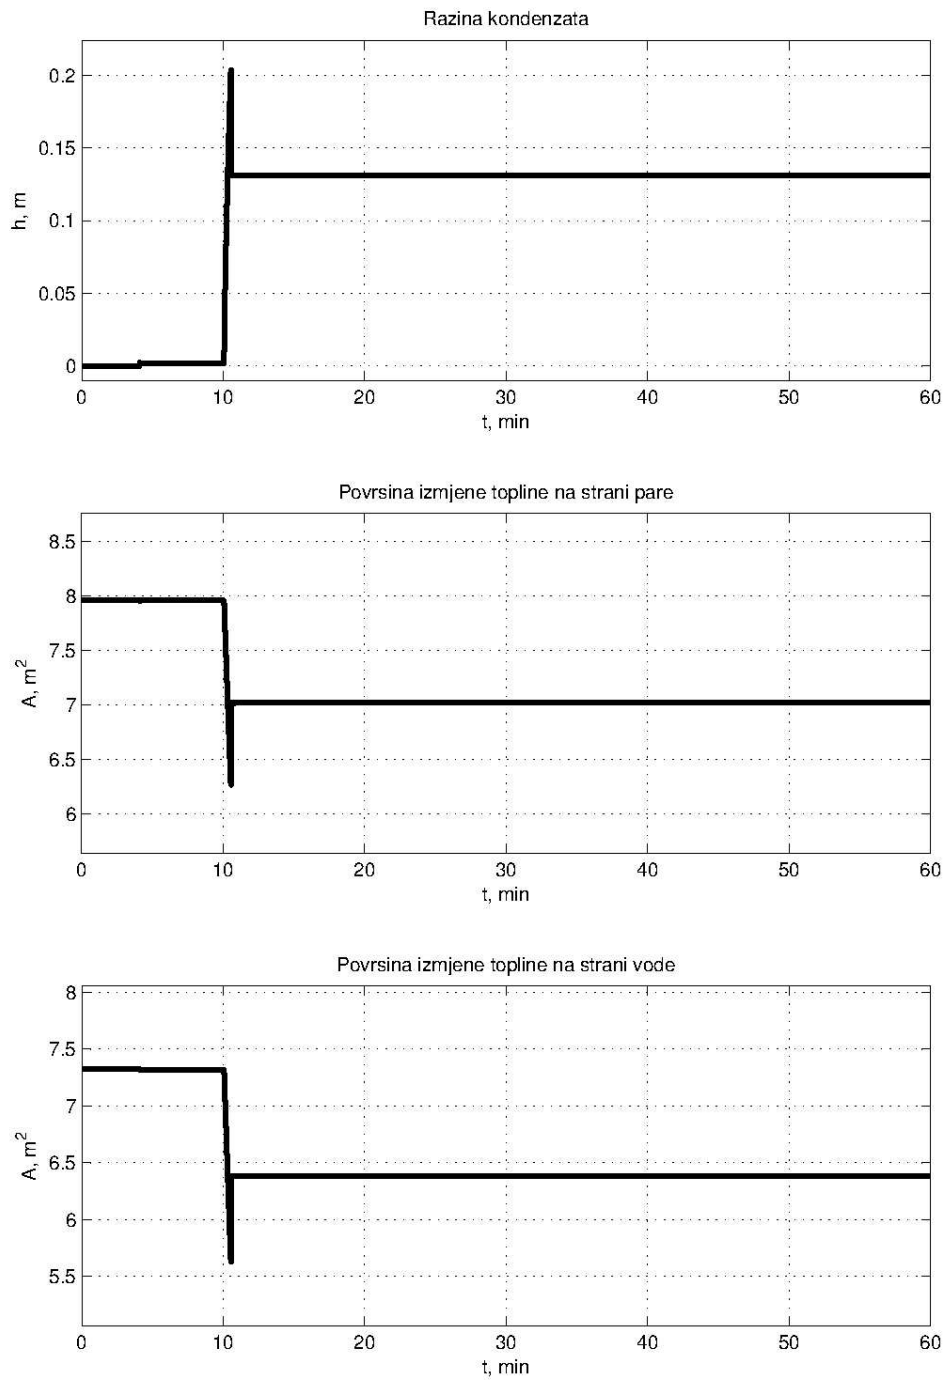 Razina kondenzata
0.2
0.15
0.1
0.05
0
h, m
0 10 20 30 40 50 60
t, min
Povrsina izmjene topline na strani pare
8.5
8
7.5
7
6.5
6
A, m²
0 10 20 30 40 50 60
t, min
Povrsina izmjene topline na strani vode
8
7.5
7
6.5
6
5.5
A, m²
0 10 20 30 40 50 60
t, min